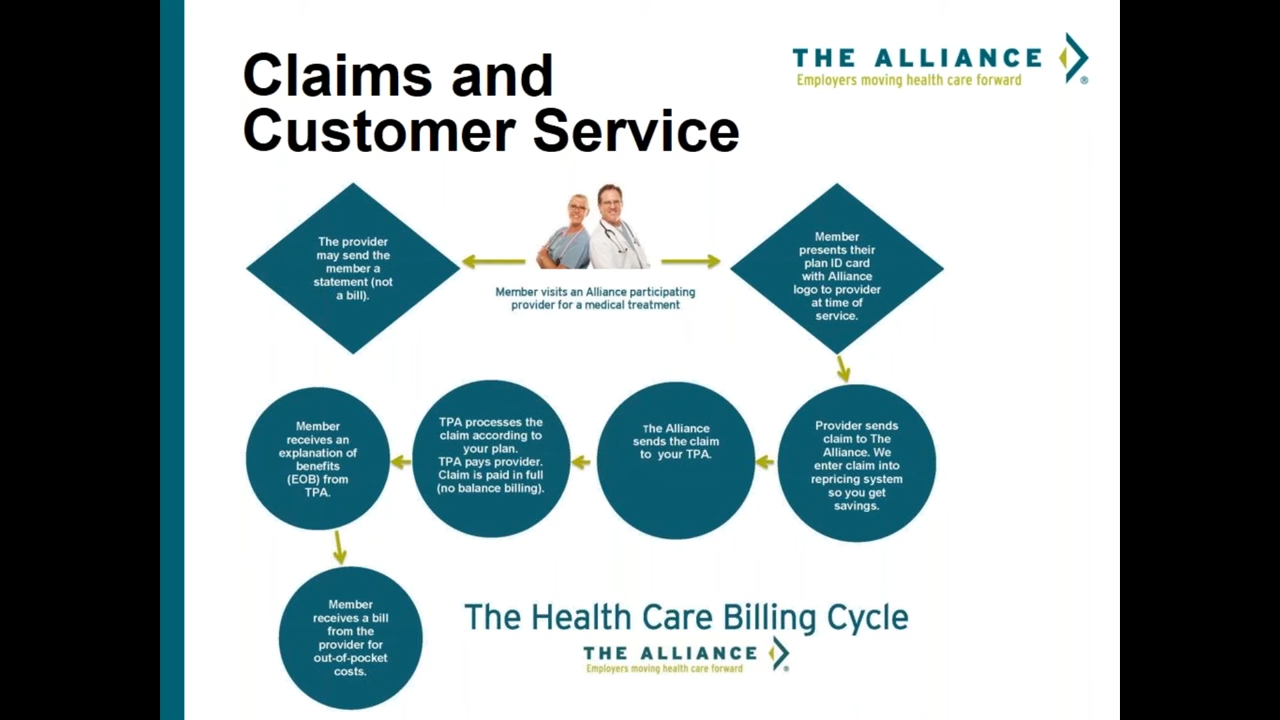 Claims and
Customer Service
THE ALLIANCE
Employers moving health care forward
®
The provider
may send the
member a
statement (not
a bill).
Member visits an Alliance participating
provider for a medical treatment
Member
presents their
plan ID card
with Alliance
logo to provider
at time of
service.
Member
receives an
explanation of
benefits
(EOB) from
TPA.
TPA processes the
claim according to
your plan.
TPA pays provider.
Claim is paid in full
(no balance billing).
The Alliance
sends the claim
to your TPA.
Provider sends
claim to The
Alliance. We
enter claim into
repricing system
so you get
savings.
Member
receives a bill
from the
provider for
out-of-pocket
costs.
The Health Care Billing Cycle
THE ALLIANCE
Employers moving health care forward
®